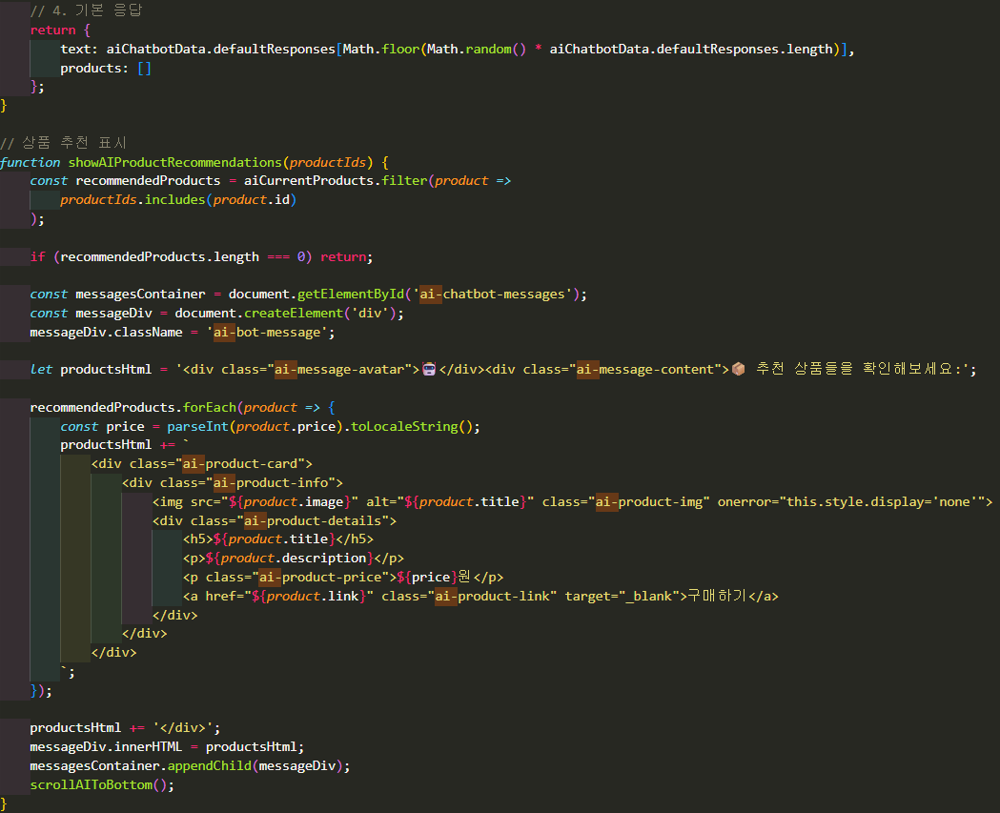 // 4. 기본 응답
return {
text: aiChatbotData.defaultResponses[Math.floor(Math.random() * aiChatbotData.defaultResponses.length)],
products: []
};
}
// 상품 추천 표시
function showAIProductRecommendations(productIds) {
const recommendedProducts = aiCurrentProducts.filter(product =>
productIds.includes(product.id)
);
if (recommendedProducts.length === 0) return;
const messagesContainer = document.getElementById('ai-chatbot-messages');
const messageDiv = document.createElement('div');
messageDiv.className = 'ai-bot-message';
let productsHtml = '<div class="ai-message-avatar">🤖</div><div class="ai-message-content">📦 추천 상품들을 확인해보세요:';
recommendedProducts.forEach(product => {
const price = parseInt(product.price).toLocaleString();
productsHtml += `
<div class="ai-product-card">
<div class="ai-product-info">
<img src="${product.image}" alt="${product.title}" class="ai-product-img" onerror="this.style.display='none'">
<div class="ai-product-details">
<h5>${product.title}</h5>
<p>${product.description}</p>
<p class="ai-product-price">${price}원</p>
<a href="${product.link}" class="ai-product-link" target="_blank">구매하기</a>
</div>
</div>
</div>
`;
});
productsHtml += '</div>';
messageDiv.innerHTML = productsHtml;
messagesContainer.appendChild(messageDiv);
scrollAIToBottom();
}